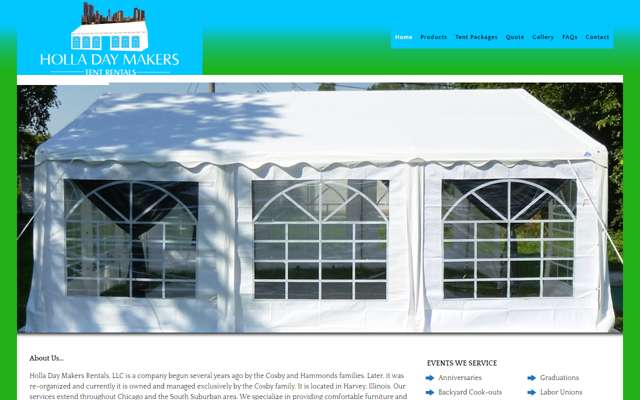 HOLLA DAY MAKERS
TENT RENTALS
Home Products Tent Packages Quote Gallery FAQs Contact
About Us...
Holla Day Makers Rentals, LLC is a company begun several years ago by the Cosby and Hammonds families. Later, it was
re-organized and currently it is owned and managed exclusively by the Cosby family. It is located in Harvey, Illinois. Our
services extend throughout Chicago and the South Suburban area. We specialize in providing comfortable furniture and
EVENTS WE SERVICE
Anniversaries
Graduations
Backyard Cook-outs
Labor Unions